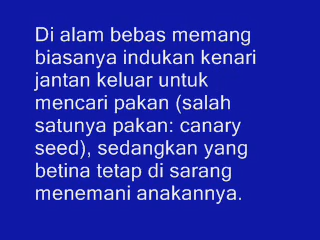 Di alam bebas memang
biasanya indukan kenari
jantan keluar untuk
mencari pakan (salah
satunya pakan: canary
seed), sedangkan yang
betina tetap di sarang
menemani anakannya.